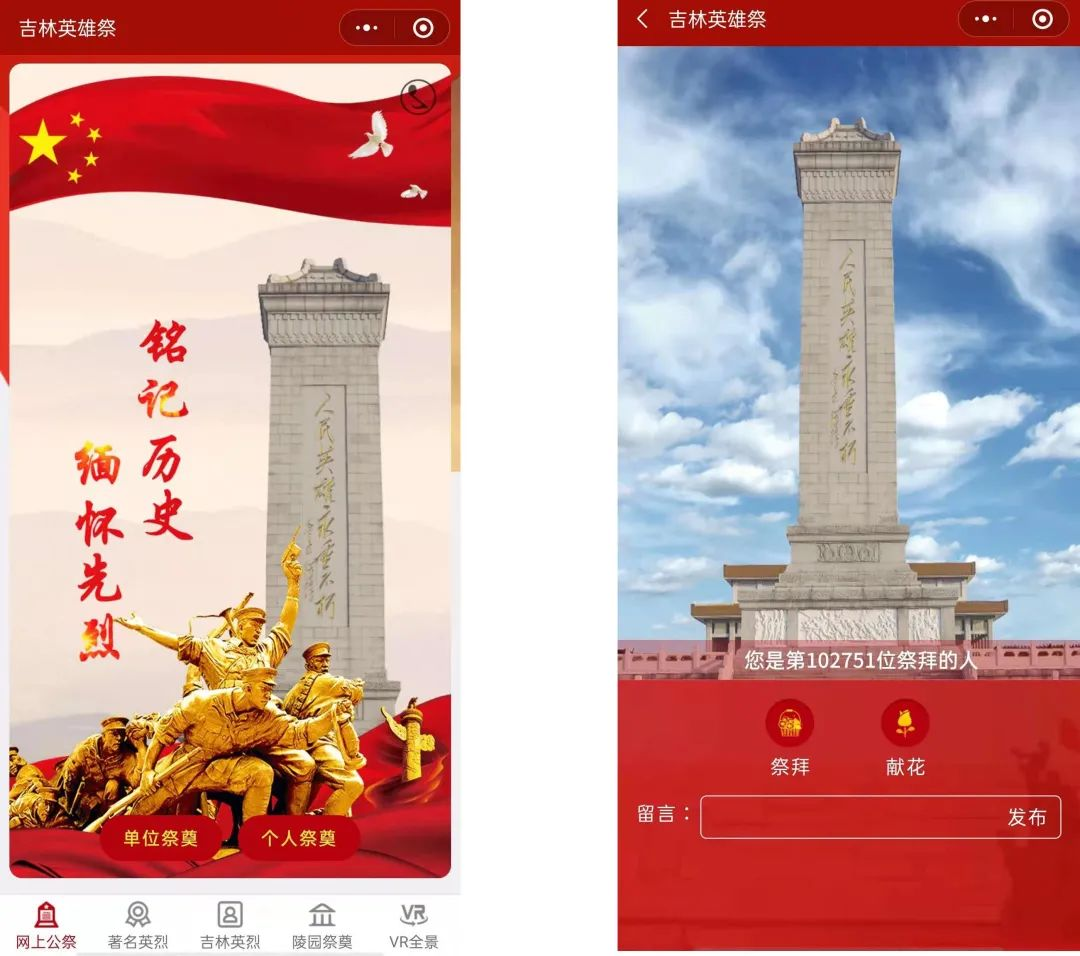 吉林英雄祭
铭记历史
缅怀先烈
人民英雄永垂不朽
单位祭奠
个人祭奠
网上公祭
著名英烈
吉林英烈
陵园祭奠
VR
VR全景
吉林英雄祭
人民英雄永垂不朽
您是第102751位祭拜的人
祭拜
献花
留言：
发布